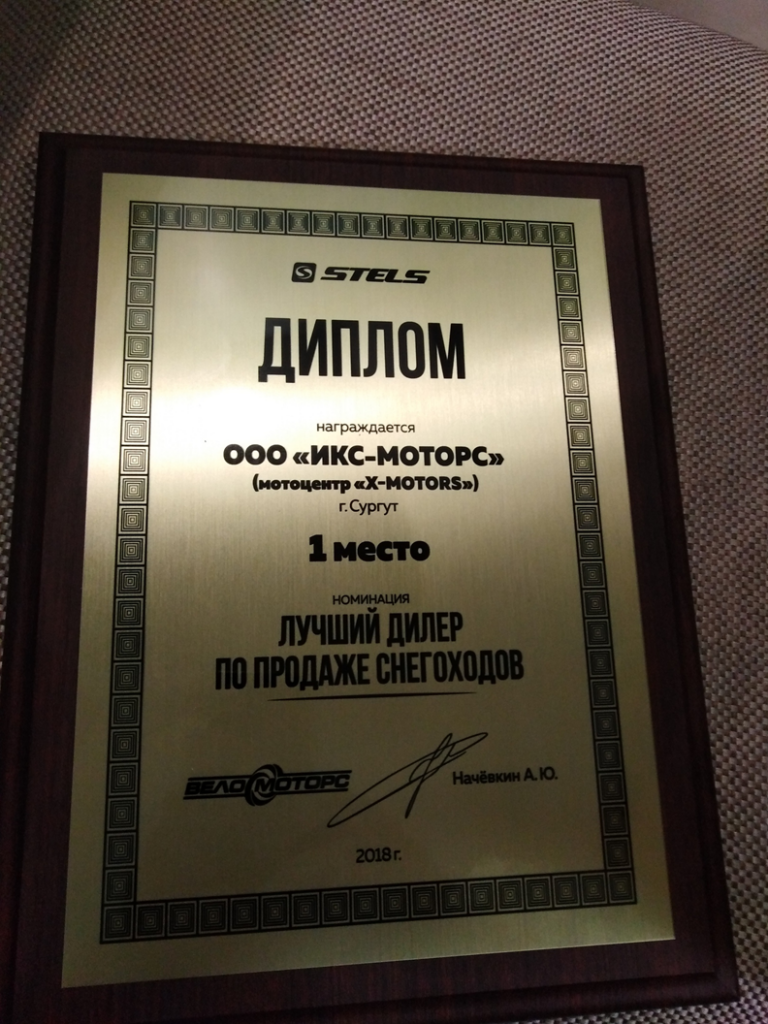 STELS
ДИПЛОМ
награждается
ООО «ИКС-МОТОРС»
(мотоцентр «X-MOTORS»)
г. Сургут
1 место
НОМИНАЦИЯ
ЛУЧШИЙ ДИЛЕР
ПО ПРОДАЖЕ СНЕГОХОДОВ
ВЕЛОМОТОРС
Начёвкин А. Ю.
2018 г.